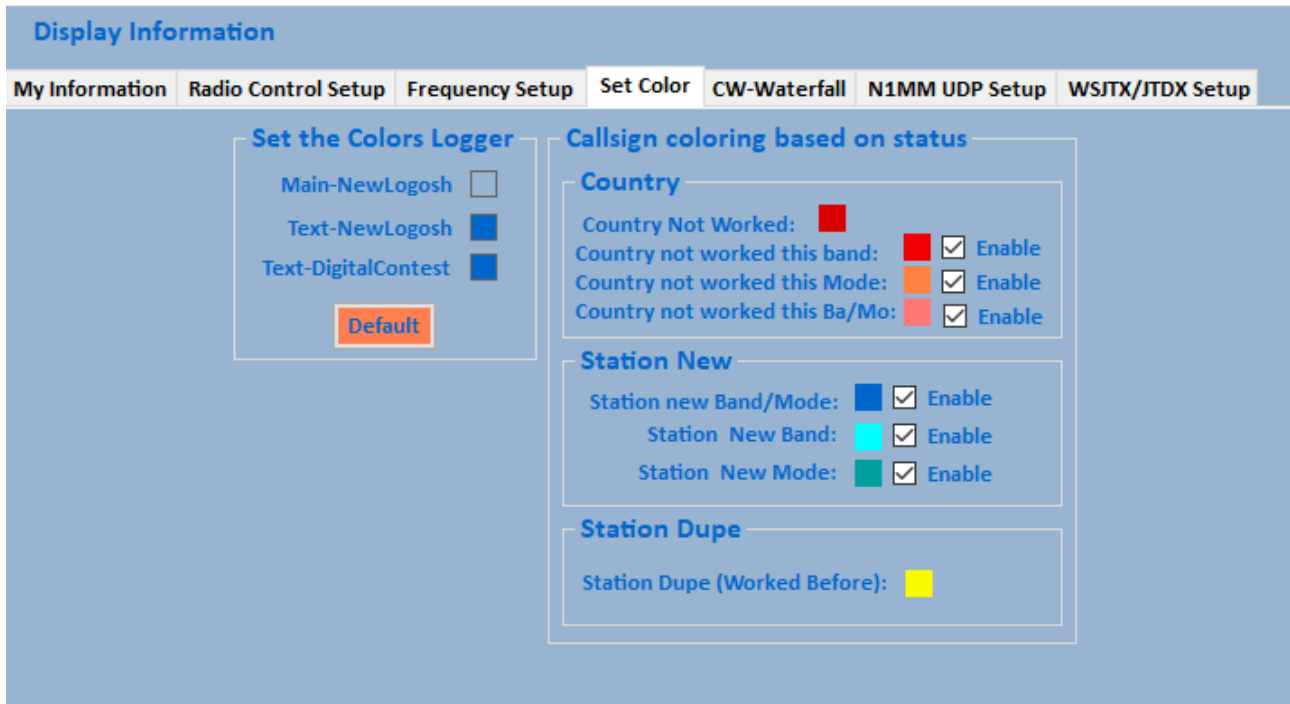 Display Information
My Information Radio Control Setup Frequency Setup Set Color CW-Waterfall N1MM UDP Setup WSJTX/JTDX Setup
Set the Colors Logger
Main-NewLogosh
Text-NewLogosh
Text-DigitalContest
Default
Callsign coloring based on status
Country
Country Not Worked:
Country not worked this band: Enable
Country not worked this Mode: Enable
Country not worked this Ba/Mo: Enable
Station New
Station new Band/Mode: Enable
Station New Band: Enable
Station New Mode: Enable
Station Dupe
Station Dupe (Worked Before):